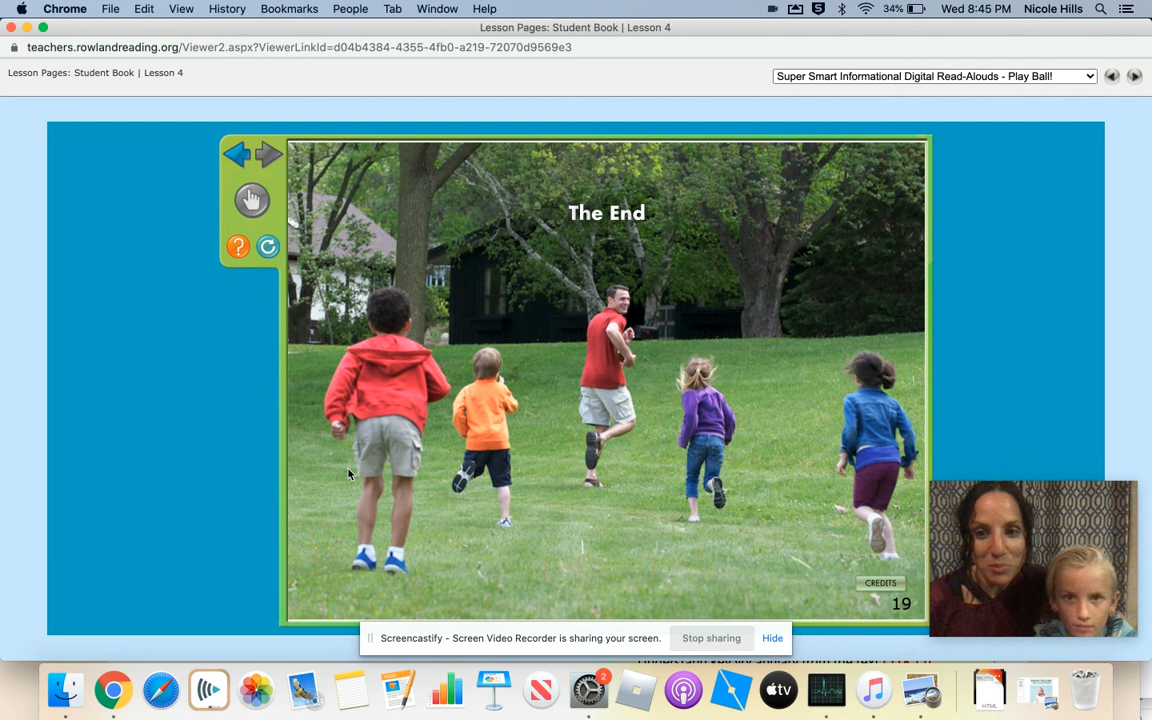 Chrome File Edit View History Bookmarks People Tab Window Help 34% Wed 8:45 PM Nicole Hills
Lesson Pages: Student Book | Lesson 4
teachers.rowlandreading.org/Viewer2.aspx?ViewerLinkId=d04b4384-4355-4fb0-a219-72070d9569e3
Lesson Pages: Student Book | Lesson 4
Super Smart Informational Digital Read-Alouds - Play Ball!
?
The End
CREDITS
19
Screencastify - Screen Video Recorder is sharing your screen. Stop sharing Hide
2
tv
HTML